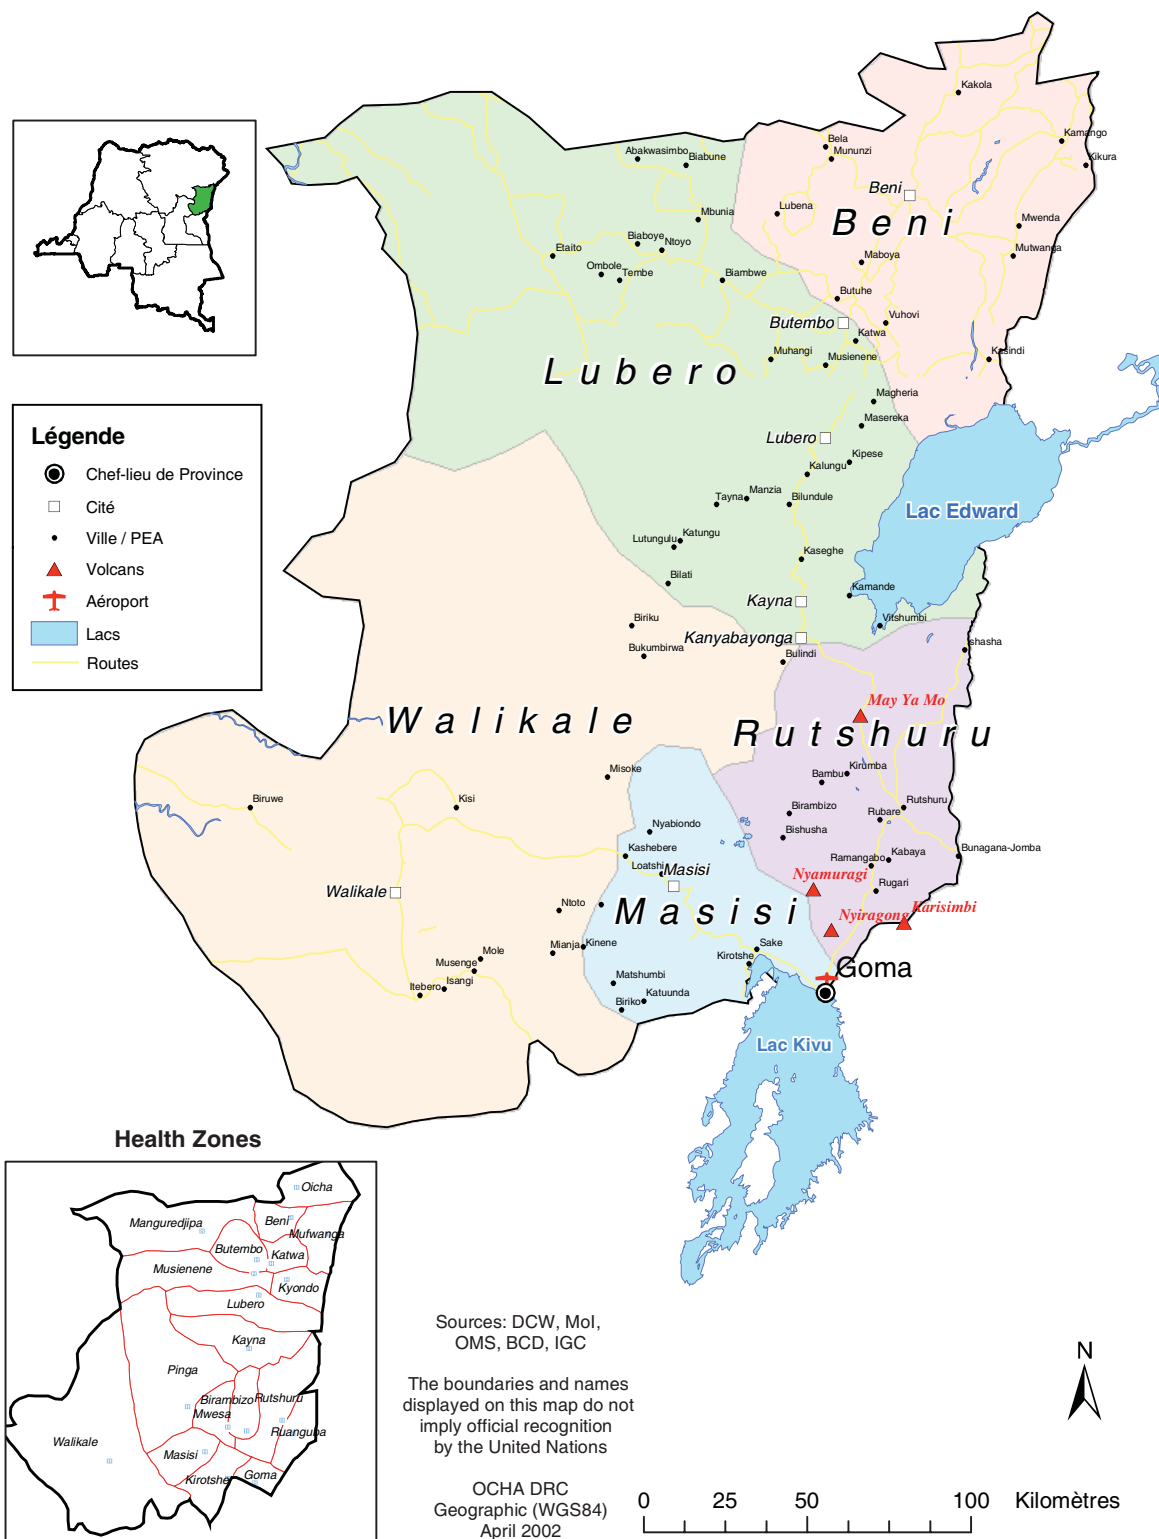 Kakola
Kamango
Kikura
Bela
Mununzi
Abakwasimbo
Biabune
Beni
Lubena
Mbunia
Beni
Mwenda
Mutwanga
Biaboye
Ntoyo
Etaito
Ombole
Tembe
Biambwe
Maboya
Butuhe
Butembo
Vuhovi
Katwa
Muhangi
Musienene
Kasindi
Lubero
Magheria
Masereka
Lubero
Kipese
Kalungu
Tayna
Manzia
Bilundule
Lac Edward
Lutungulu
Katungu
Kaseghe
Bilati
Kamande
Kayna
Vitshumbi
Biriku
Kanyabayonga
Bukumbirwa
Bulindi
Ishasha
May Ya Mo
Walikale
Rutshuru
Misoke
Kirumba
Bambu
Biruwe
Kisi
Birambizo
Rutshuru
Rubare
Nyabiondo
Bishusha
Kashebere
Bunagana-Jomba
Loatshi
Masisi
Ramangabo
Kabaya
Nyamuragi
Rugari
Walikale
Ntoto
Masisi
Nyiragong
Karisimbi
Mianja
Kinene
Sake
Mole
Musenge
Kirotshe
Goma
Matshumbi
Itebero
Isangi
Biriko
Katuunda
Lac Kivu
Légende
Chef-lieu de Province
Cité
Ville / PEA
Volcans
Aéroport
Lacs
Routes
Health Zones
Oicha
Manguredjipa
Beni
Mufwanga
Butembo
Katwa
Musienene
Kyondo
Lubero
Kayna
Pinga
Birambizo
Rutshuru
Mwesa
Ruanguba
Walikale
Masisi
Kirotshe
Goma
Sources: DCW, MoI,
OMS, BCD, IGC
The boundaries and names
displayed on this map do not
imply official recognition
by the United Nations
OCHA DRC
Geographic (WGS84)
April 2002
N
0 25 50 100 Kilomètres